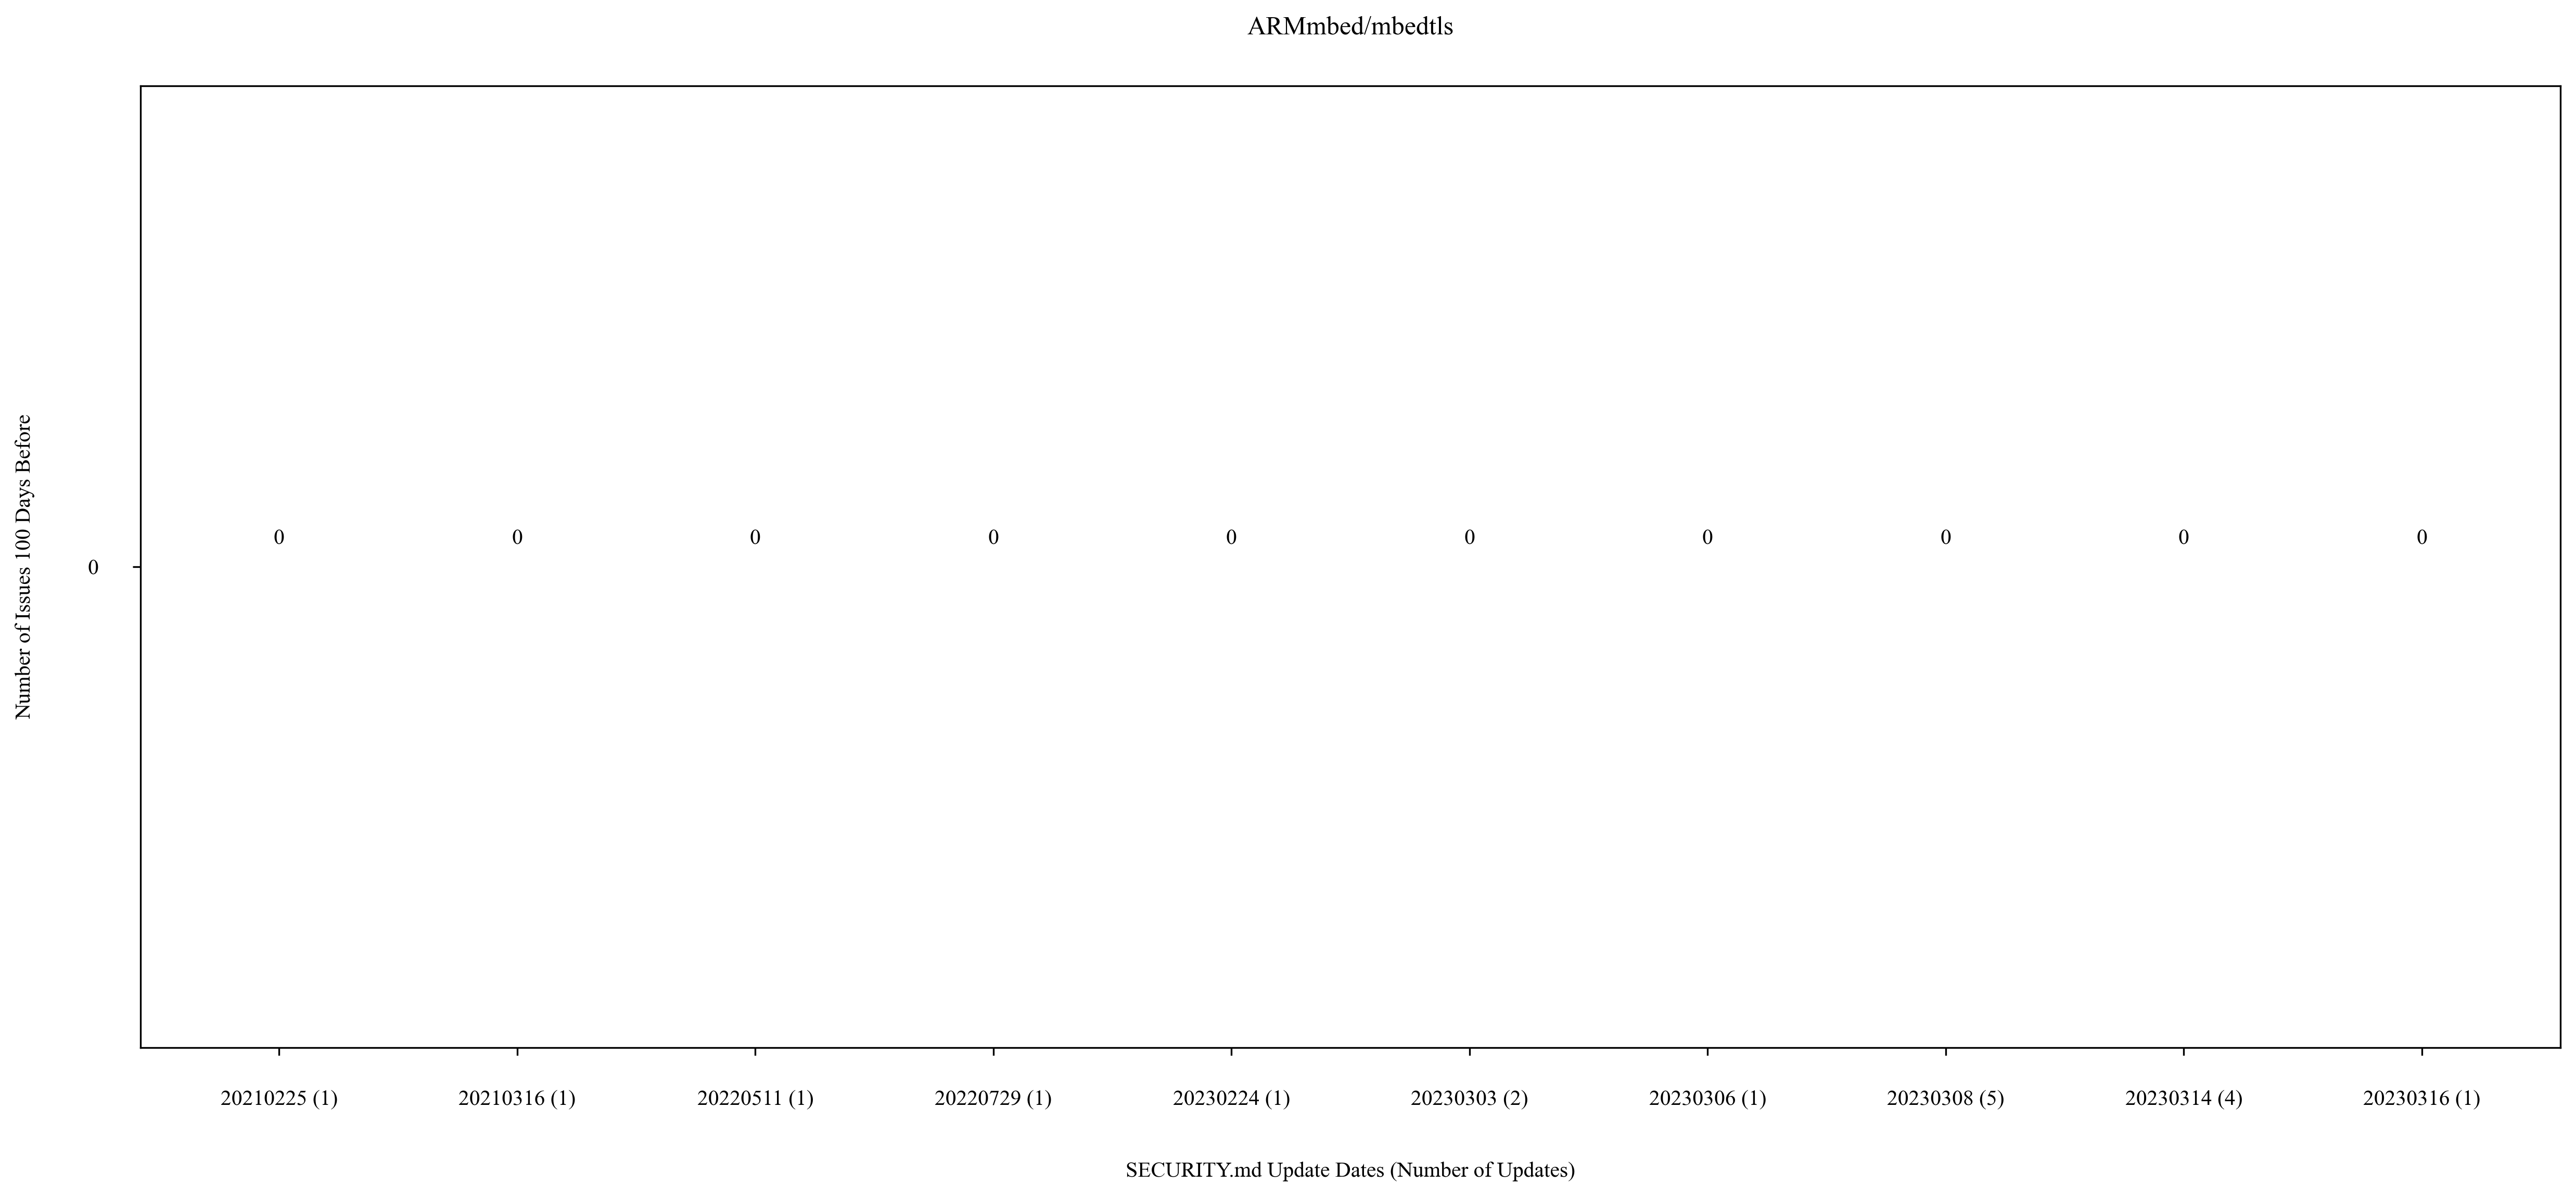 ARMmbed/mbedtls
Number of Issues 100 Days Before
0
0 0 0 0 0 0 0 0 0 0
20210225 (1) 20210316 (1) 20220511 (1) 20220729 (1) 20230224 (1) 20230303 (2) 20230306 (1) 20230308 (5) 20230314 (4) 20230316 (1)
SECURITY.md Update Dates (Number of Updates)